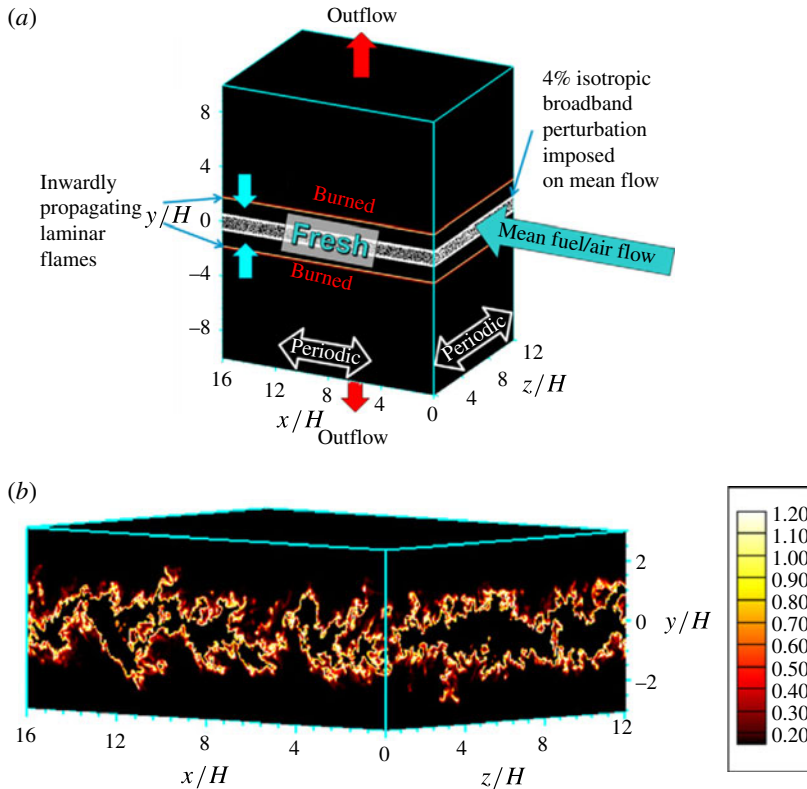 (a)
Outflow
4% isotropic
broadband
perturbation
imposed
on mean flow
8
4
0
−4
−8
y/H
Inwardly
propagating
laminar
flames
Burned
Fresh
Burned
Mean fuel/air flow
Periodic
Periodic
16
12
8
4
0
x/H
4
8
12
z/H
Outflow
(b)
2
0
−2
y/H
16
12
8
4
0
x/H
4
8
12
z/H
1.20
1.10
1.00
0.90
0.80
0.70
0.60
0.50
0.40
0.30
0.20